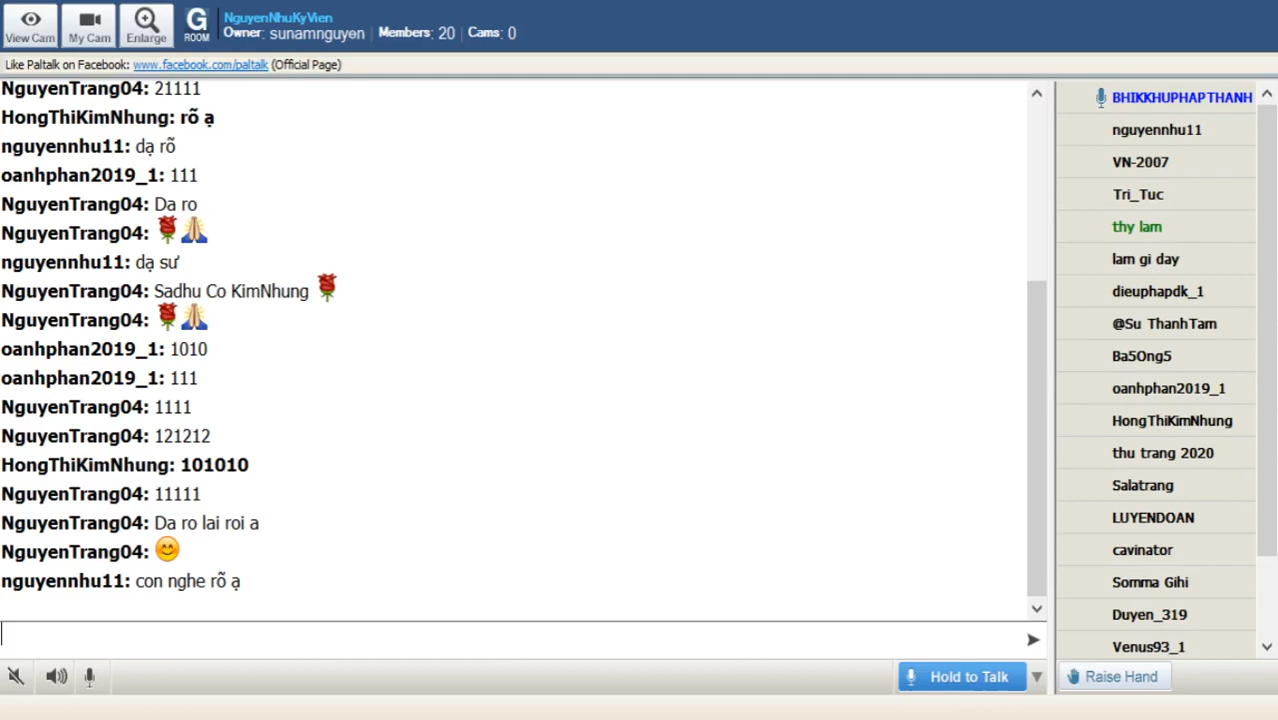 View Cam
My Cam
Enlarge
G
ROOM
NguyenNhuKyVien
Owner: sunamnguyen | Members: 20 | Cams: 0
Like Paltalk on Facebook: www.facebook.com/paltalk (Official Page)
NguyenTrang04: 21111
HongThiKimNhung: rõ ạ
nguyennhu11: dạ rõ
oanhphan2019_1: 111
NguyenTrang04: Da ro
NguyenTrang04: 🌹🙏
nguyennhu11: dạ sư
NguyenTrang04: Sadhu Co KimNhung 🌹
NguyenTrang04: 🌹🙏
oanhphan2019_1: 1010
oanhphan2019_1: 111
NguyenTrang04: 1111
NguyenTrang04: 121212
HongThiKimNhung: 101010
NguyenTrang04: 11111
NguyenTrang04: Da ro lai roi a
NguyenTrang04: 😊
nguyennhu11: con nghe rõ ạ
BHIKKHUPHAPTHANH
nguyennhu11
VN-2007
Tri_Tuc
thy lam
lam gi day
dieuphapdk_1
@Su ThanhTam
Ba5Ong5
oanhphan2019_1
HongThiKimNhung
thu trang 2020
Salatrang
LUYENDOAN
cavinator
Somma Gihi
Duyen_319
Venus93_1
Hold to Talk
Raise Hand